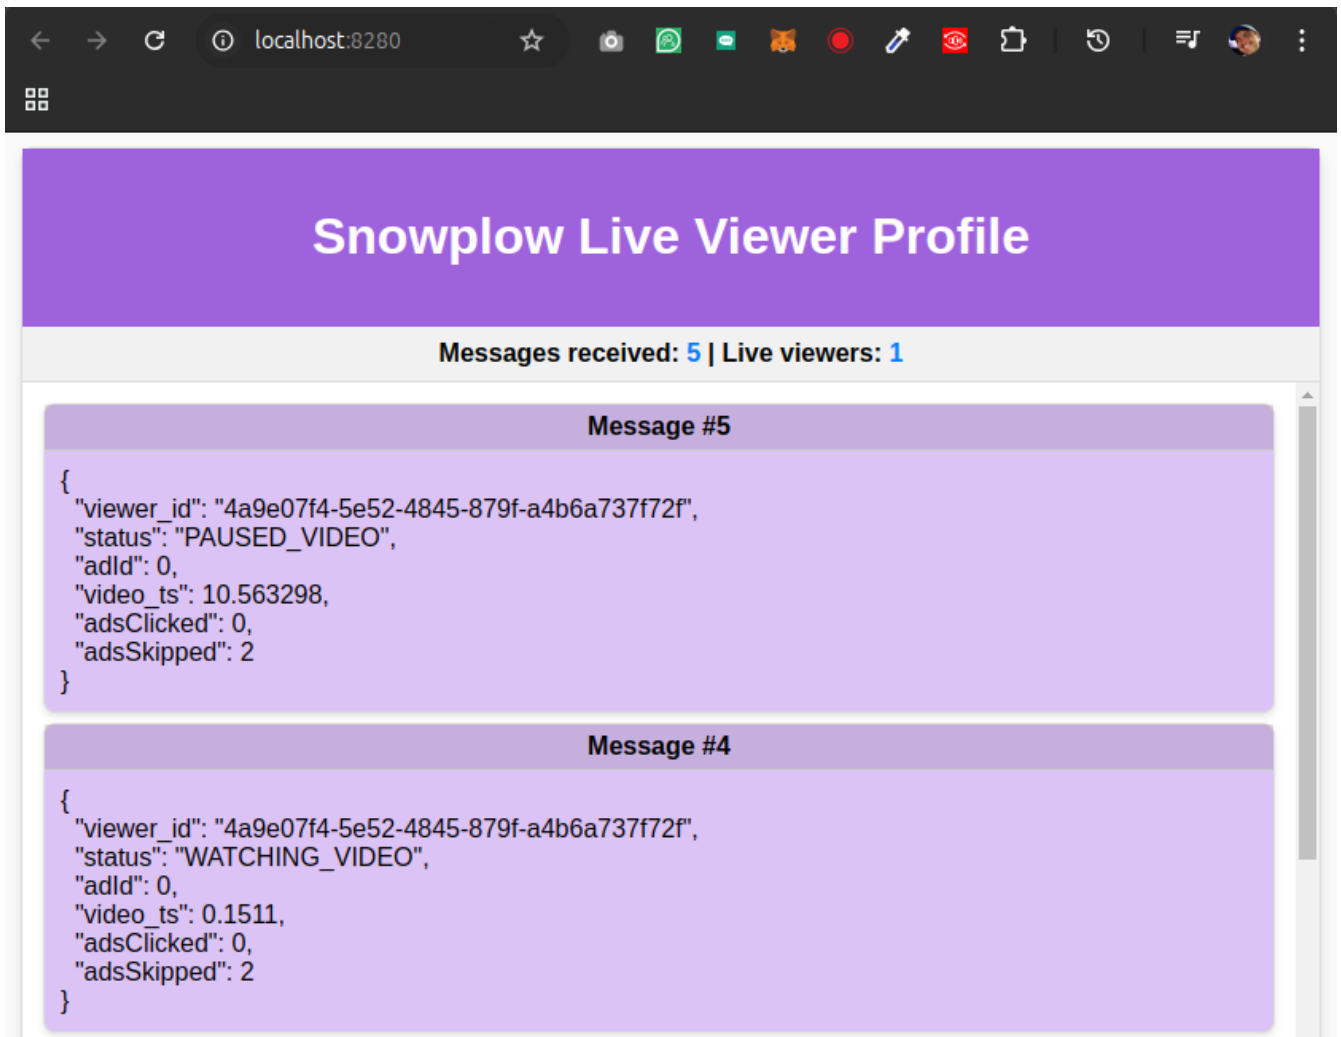 localhost:8280
Snowplow Live Viewer Profile
Messages received: 5 | Live viewers: 1
Message #5
{
"viewer_id": "4a9e07f4-5e52-4845-879f-a4b6a737f72f",
"status": "PAUSED_VIDEO",
"adId": 0,
"video_ts": 10.563298,
"adsClicked": 0,
"adsSkipped": 2
}
Message #4
{
"viewer_id": "4a9e07f4-5e52-4845-879f-a4b6a737f72f",
"status": "WATCHING_VIDEO",
"adId": 0,
"video_ts": 0.1511,
"adsClicked": 0,
"adsSkipped": 2
}